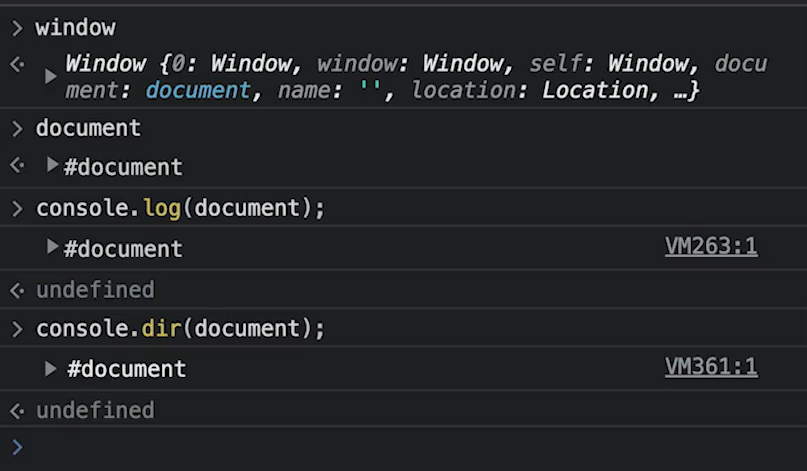 > window
Window {0: Window, window: Window, self: Window, docu
ment: document, name: '', location: Location, …}
> document
#document
> console.log(document);
#document VM263:1
undefined
> console.dir(document);
#document VM361:1
undefined
>